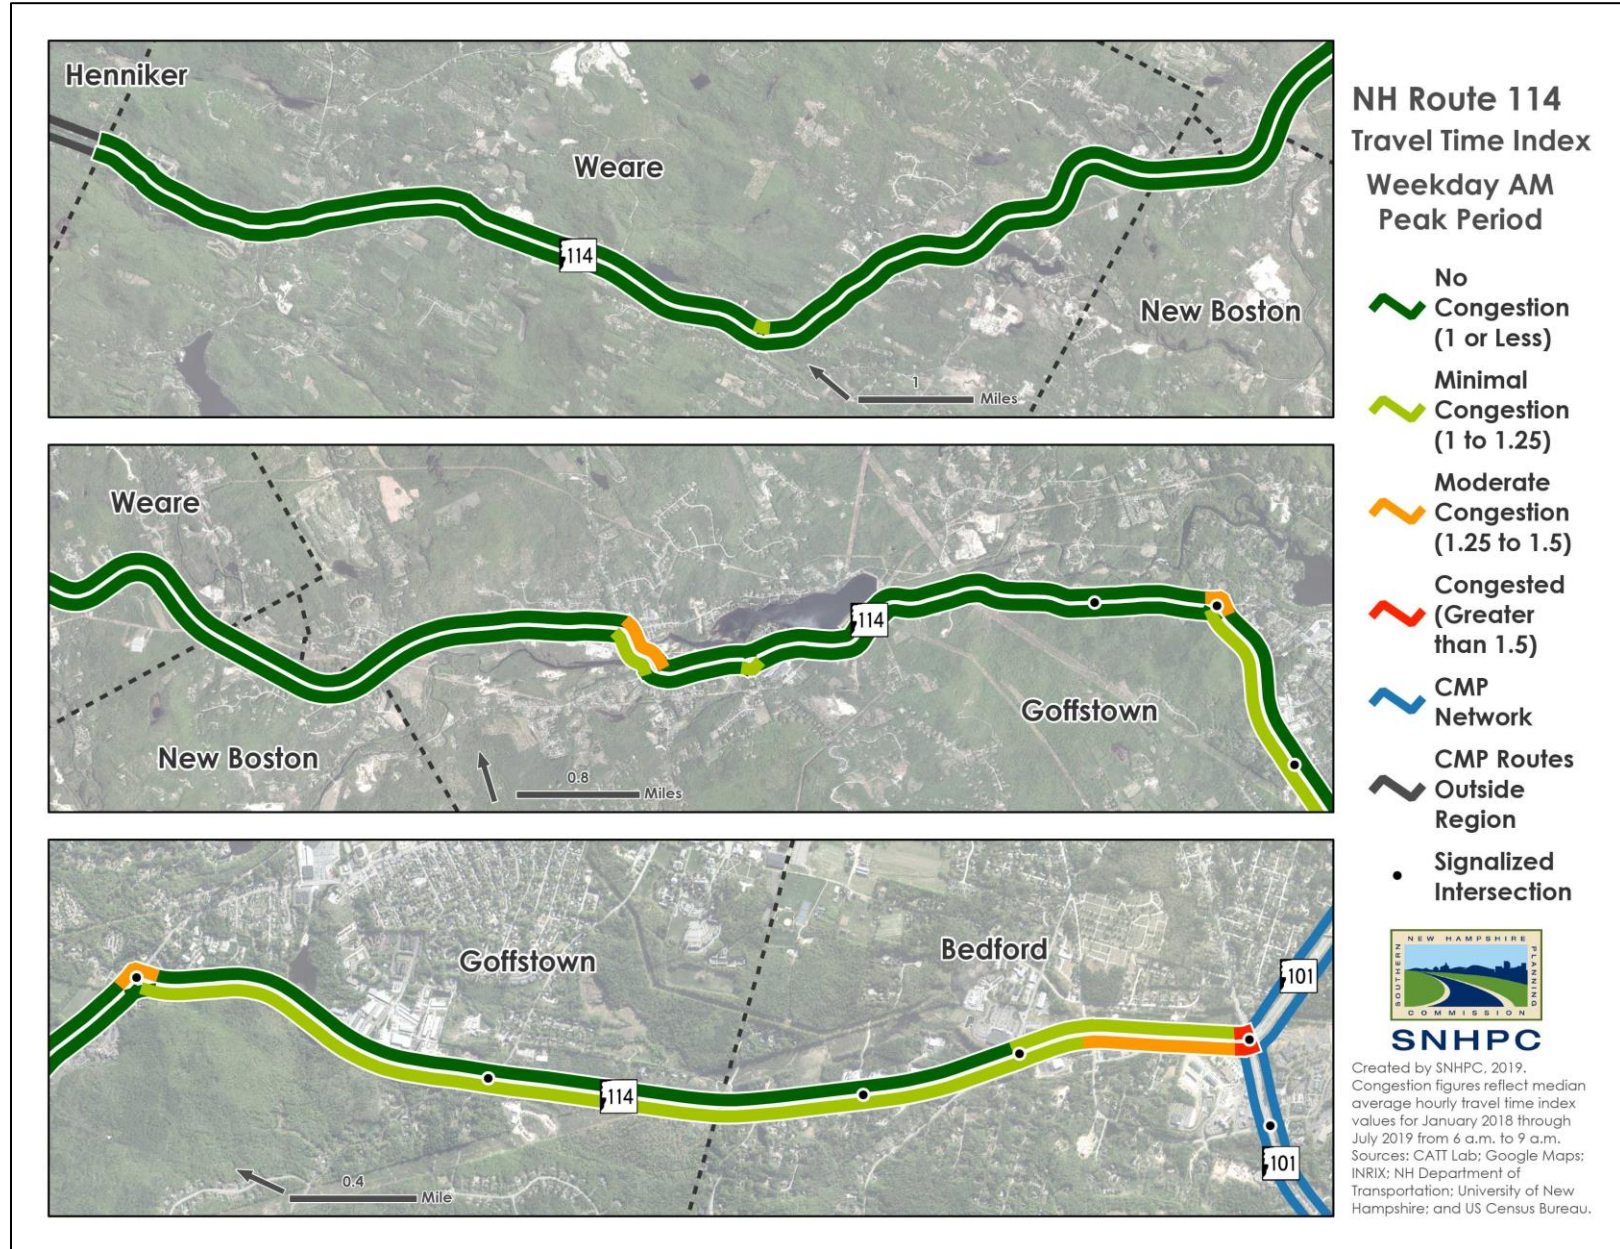 Henniker
Weare
114
New Boston
1
Miles
Weare
New Boston
114
Goffstown
0.8
Miles
Goffstown
Bedford
114
101
101
0.4
Mile
NH Route 114
Travel Time Index
Weekday AM
Peak Period
No
Congestion
(1 or Less)
Minimal
Congestion
(1 to 1.25)
Moderate
Congestion
(1.25 to 1.5)
Congested
(Greater
than 1.5)
CMP
Network
CMP Routes
Outside
Region
Signalized
Intersection
NEW HAMPSHIRE
SOUTHERN
PLANNING
COMMISSION
SNHPC
Created by SNHPC, 2019.
Congestion figures reflect median
average hourly travel time index
values for January 2018 through
July 2019 from 6 a.m. to 9 a.m.
Sources: CATT Lab; Google Maps;
INRIX; NH Department of
Transportation; University of New
Hampshire; and US Census Bureau.